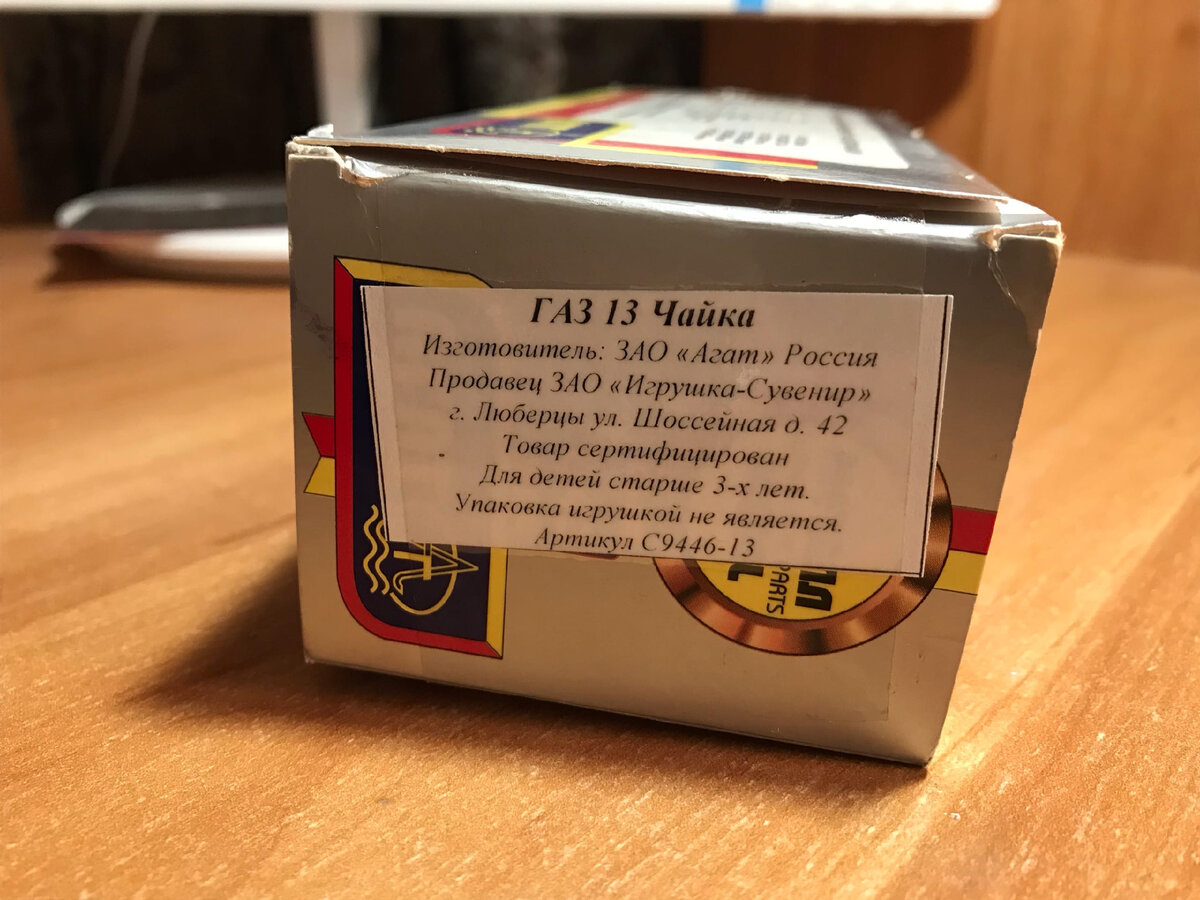 ГАЗ 13 Чайка
Изготовитель: ЗАО «Агат» Россия
Продавец ЗАО «Игрушка-Сувенир»
г. Люберцы ул. Шоссейная д. 42
Товар сертифицирован
Для детей старше 3-х лет.
Упаковка игрушкой не является.
Артикул С9446-13
PARTS